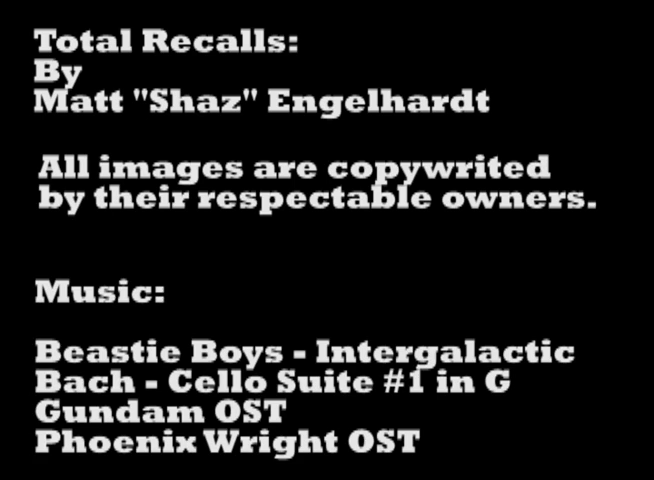 Total Recalls:
By
Matt "Shaz" Engelhardt
All images are copywrited
by their respectable owners.
Music:
Beastie Boys - Intergalactic
Bach - Cello Suite #1 in G
Gundam OST
Phoenix Wright OST